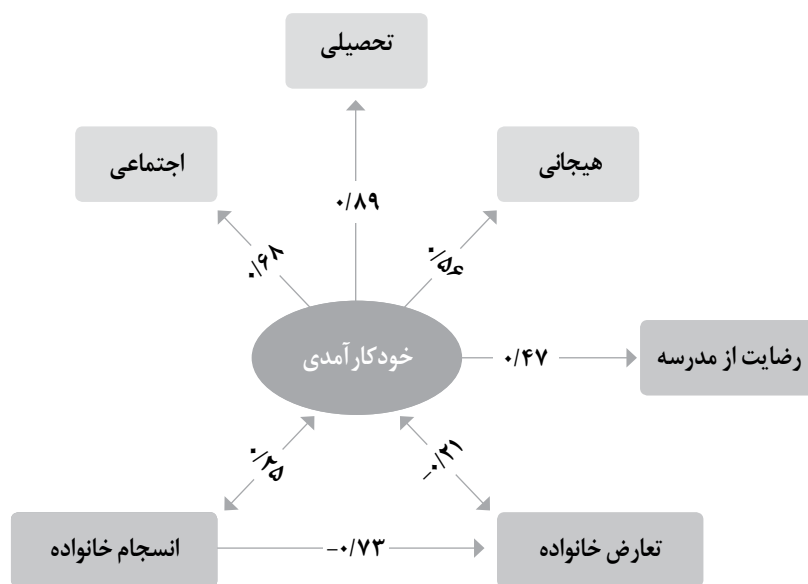 تحصیلی
اجتماعی
هیجانی
۰/۸۹
۰/۶۸
۰/۵۶
خودکارآمدی
۰/۴۷
رضایت از مدرسه
۰/۲۵
-۰/۲۱
انسجام خانواده
-۰/۷۳
تعارض خانواده